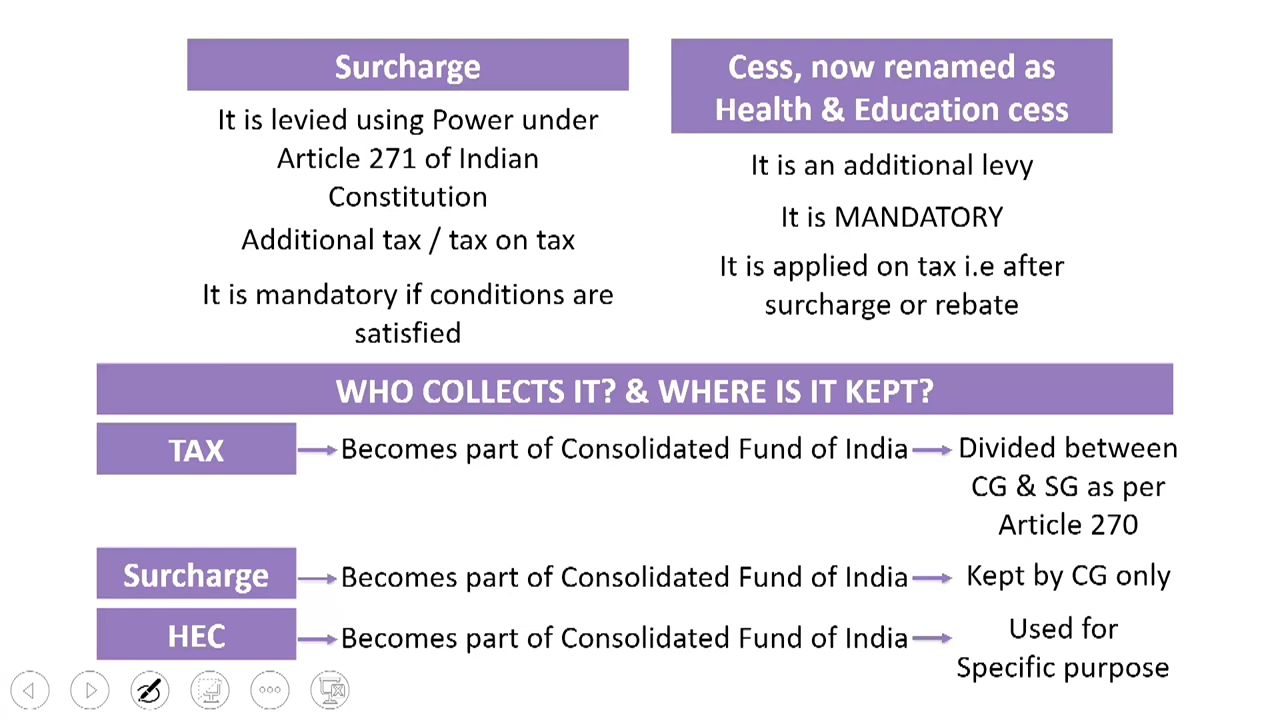 Surcharge
It is levied using Power under
Article 271 of Indian
Constitution
Additional tax / tax on tax
It is mandatory if conditions are
satisfied
Cess, now renamed as
Health & Education cess
It is an additional levy
It is MANDATORY
It is applied on tax i.e after
surcharge or rebate
WHO COLLECTS IT? & WHERE IS IT KEPT?
TAX
Becomes part of Consolidated Fund of India
Divided between
CG & SG as per
Article 270
Surcharge
Becomes part of Consolidated Fund of India
Kept by CG only
HEC
Becomes part of Consolidated Fund of India
Used for
Specific purpose